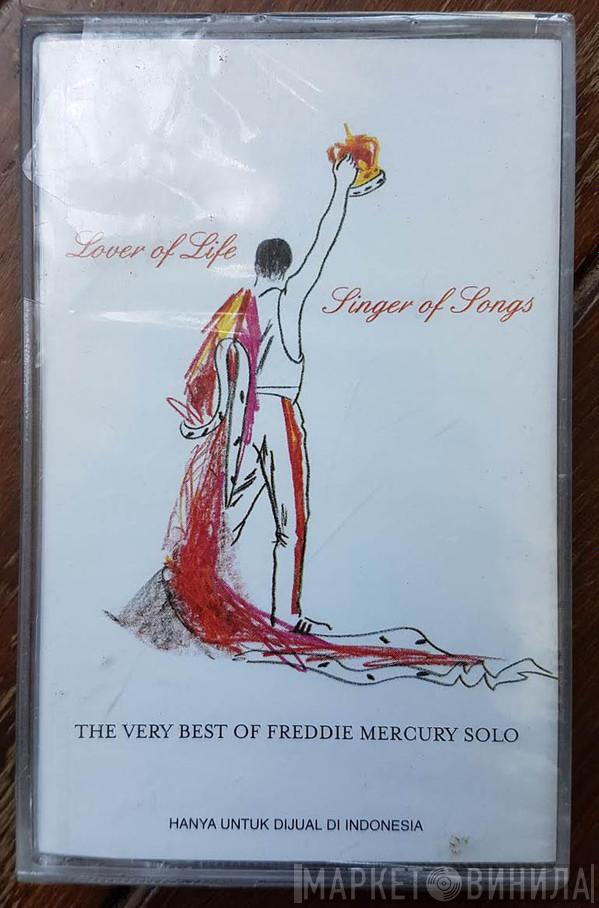 Lover of Life
Singer of Songs
THE VERY BEST OF FREDDIE MERCURY SOLO
HANYA UNTUK DIJUAL DI INDONESIA
МАРКЕТ ВИНИЛА